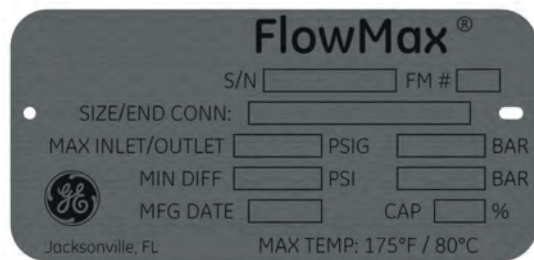 FlowMax ®
S/N FM #
SIZE/END CONN:
MAX INLET/OUTLET PSIG BAR
MIN DIFF PSI BAR
MFG DATE CAP %
GE
Jacksonville, FL MAX TEMP: 175°F / 80°C